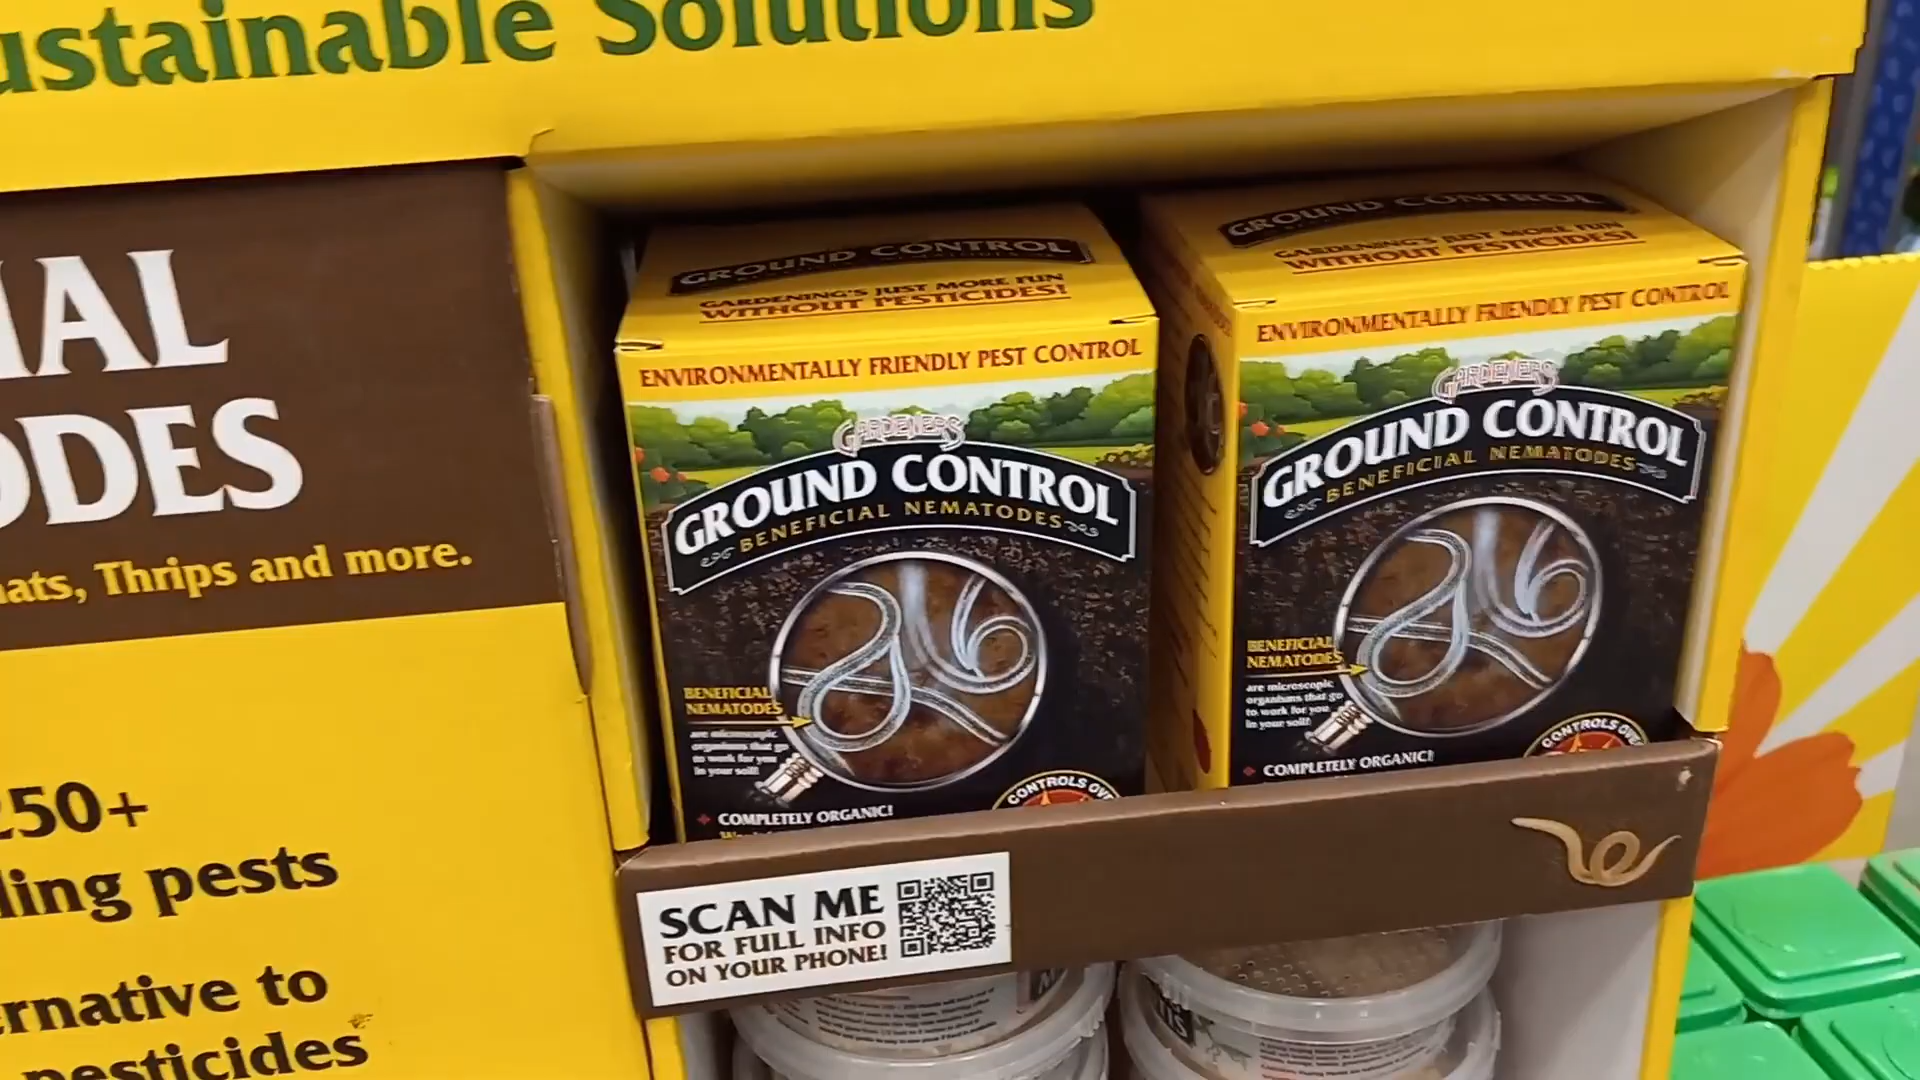 ustainable Solutions
IAL
ODES
ats, Thrips and more.
250+
ling pests
ernative to
pesticides
GROUND CONTROL
GARDENING'S JUST MORE FUN
WITHOUT PESTICIDES!
ENVIRONMENTALLY FRIENDLY PEST CONTROL
GARDENERS
GROUND CONTROL
BENEFICIAL NEMATODES
BENEFICIAL
NEMATODES
are microscopic
organisms that go
to work for you
in your soil!
COMPLETELY ORGANIC!
CONTROLS OVE
GROUND CONTROL
GARDENING'S JUST MORE FUN
WITHOUT PESTICIDES!
ENVIRONMENTALLY FRIENDLY PEST CONTROL
GARDENERS
GROUND CONTROL
BENEFICIAL NEMATODES
BENEFICIAL
NEMATODES
are microscopic
organisms that go
to work for you
in your soil!
COMPLETELY ORGANIC!
CONTROLS OVE
SCAN ME
FOR FULL INFO
ON YOUR PHONE!